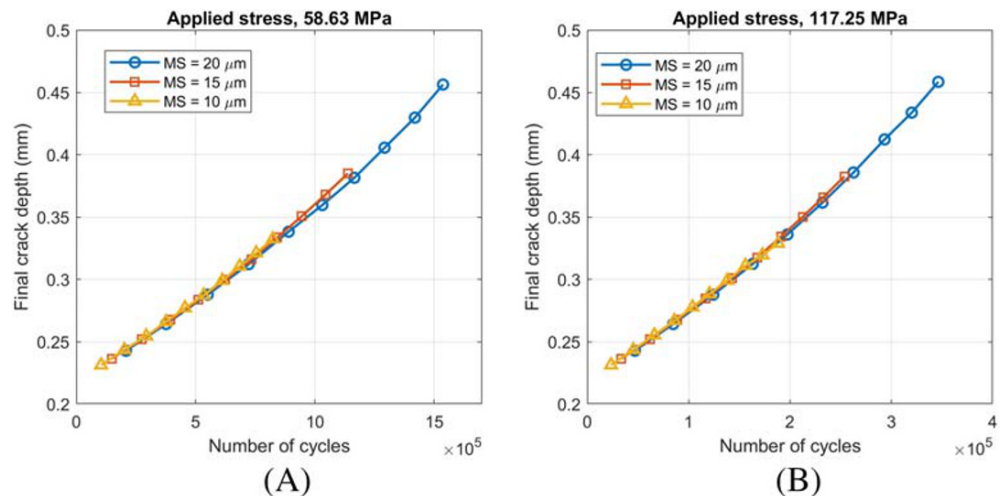 Applied stress, 58.63 MPa
0.5
0.45
0.4
0.35
0.3
0.25
0.2
Final crack depth (mm)
MS = 20 μm
MS = 15 μm
MS = 10 μm
0 5 10 15
Number of cycles
×10⁵
(A)
Applied stress, 117.25 MPa
0.5
0.45
0.4
0.35
0.3
0.25
0.2
Final crack depth (mm)
MS = 20 μm
MS = 15 μm
MS = 10 μm
0 1 2 3 4
Number of cycles
×10⁵
(B)